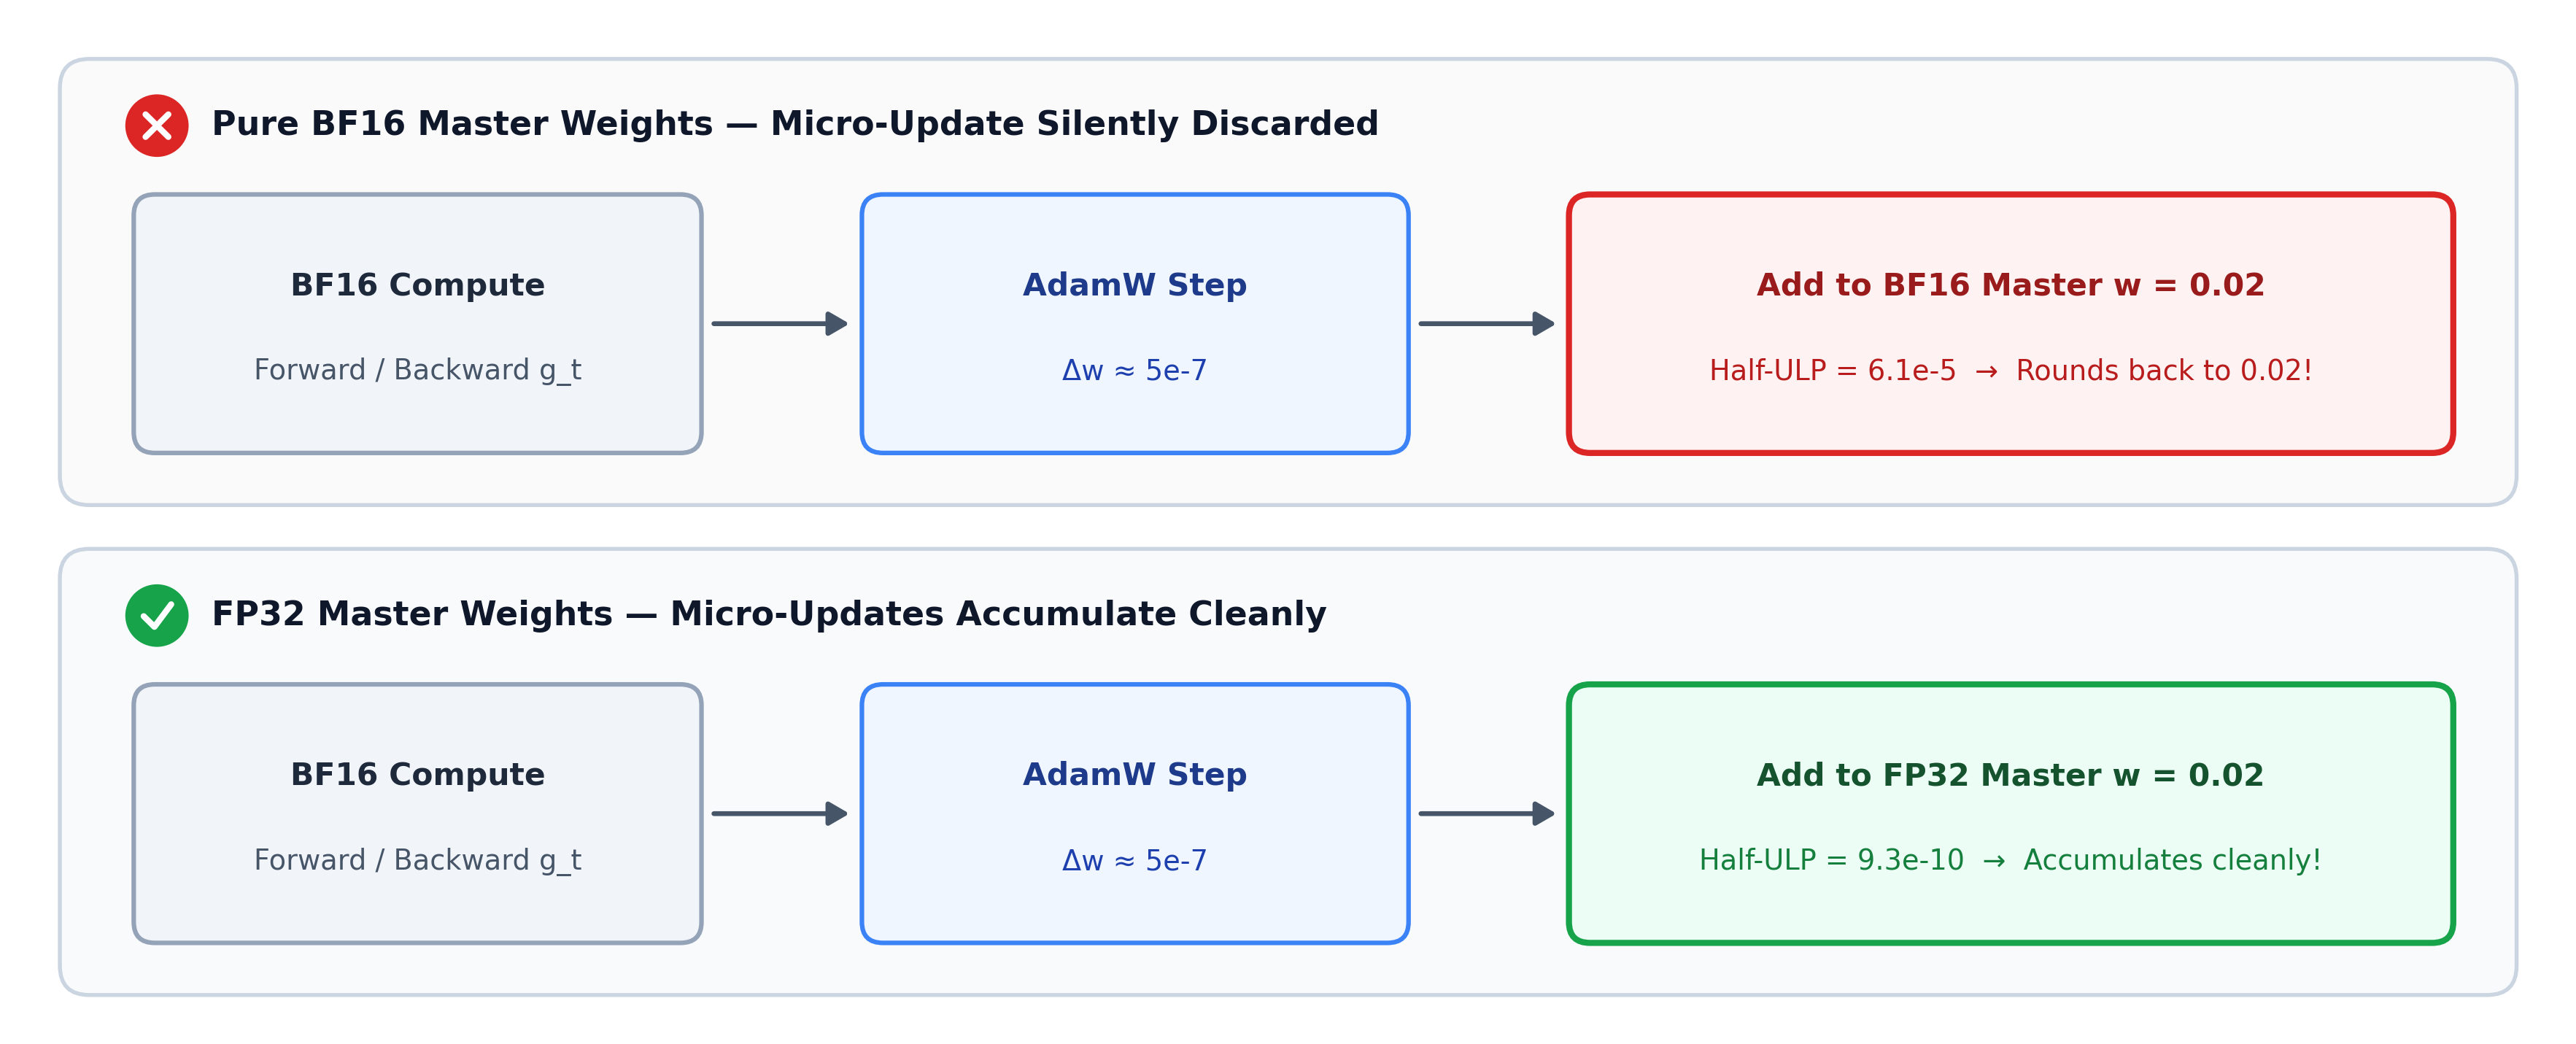 Pure BF16 Master Weights — Micro-Update Silently Discarded
BF16 Compute
Forward / Backward g_t
AdamW Step
Δw ≈ 5e-7
Add to BF16 Master w = 0.02
Half-ULP = 6.1e-5 → Rounds back to 0.02!
FP32 Master Weights — Micro-Updates Accumulate Cleanly
BF16 Compute
Forward / Backward g_t
AdamW Step
Δw ≈ 5e-7
Add to FP32 Master w = 0.02
Half-ULP = 9.3e-10 → Accumulates cleanly!